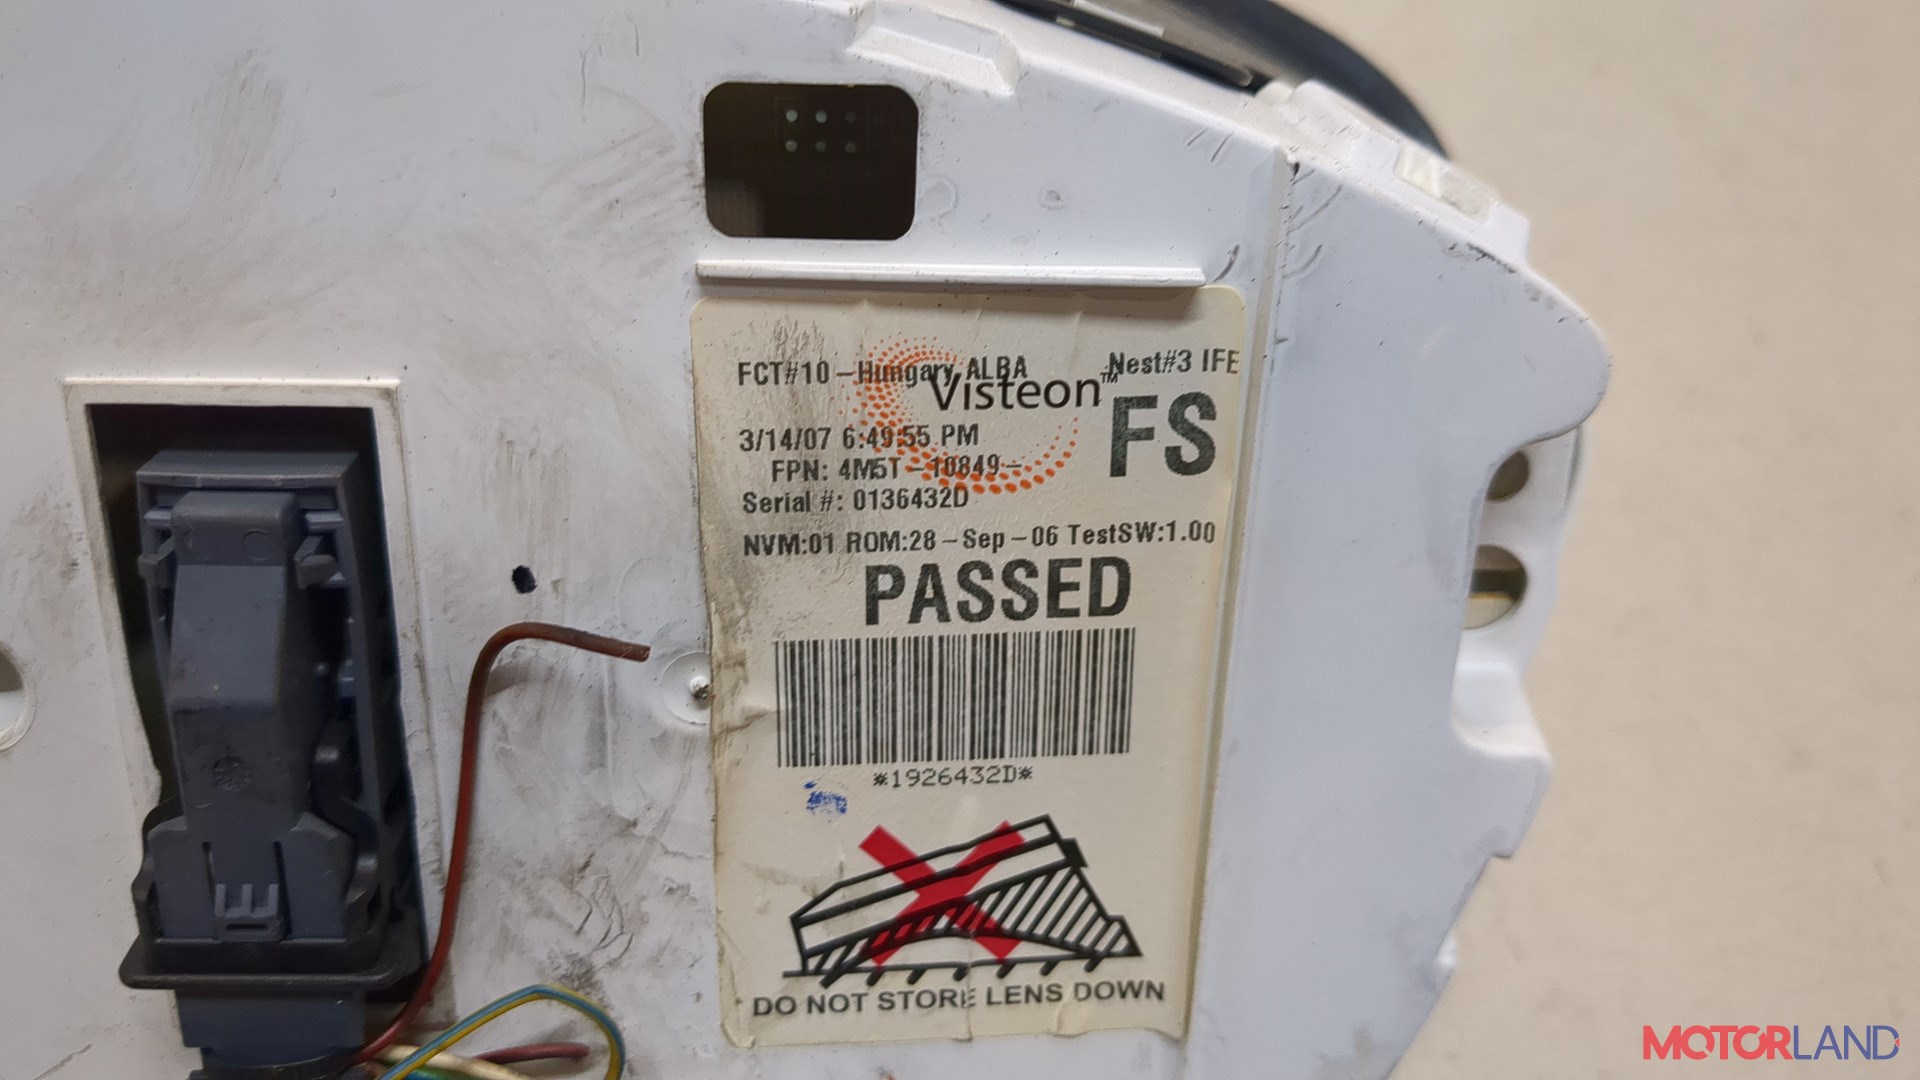 FCT#10-Hungary, ALBA Nest#3 IFE
Visteon™
FS
3/14/07 6:49:55 PM
FPN: 4M5T-10849-
Serial #: 0136432D
NVM:01 ROM:28-Sep-06 TestSW:1.00
PASSED
*1926432D*
DO NOT STORE LENS DOWN
MOTORLAND